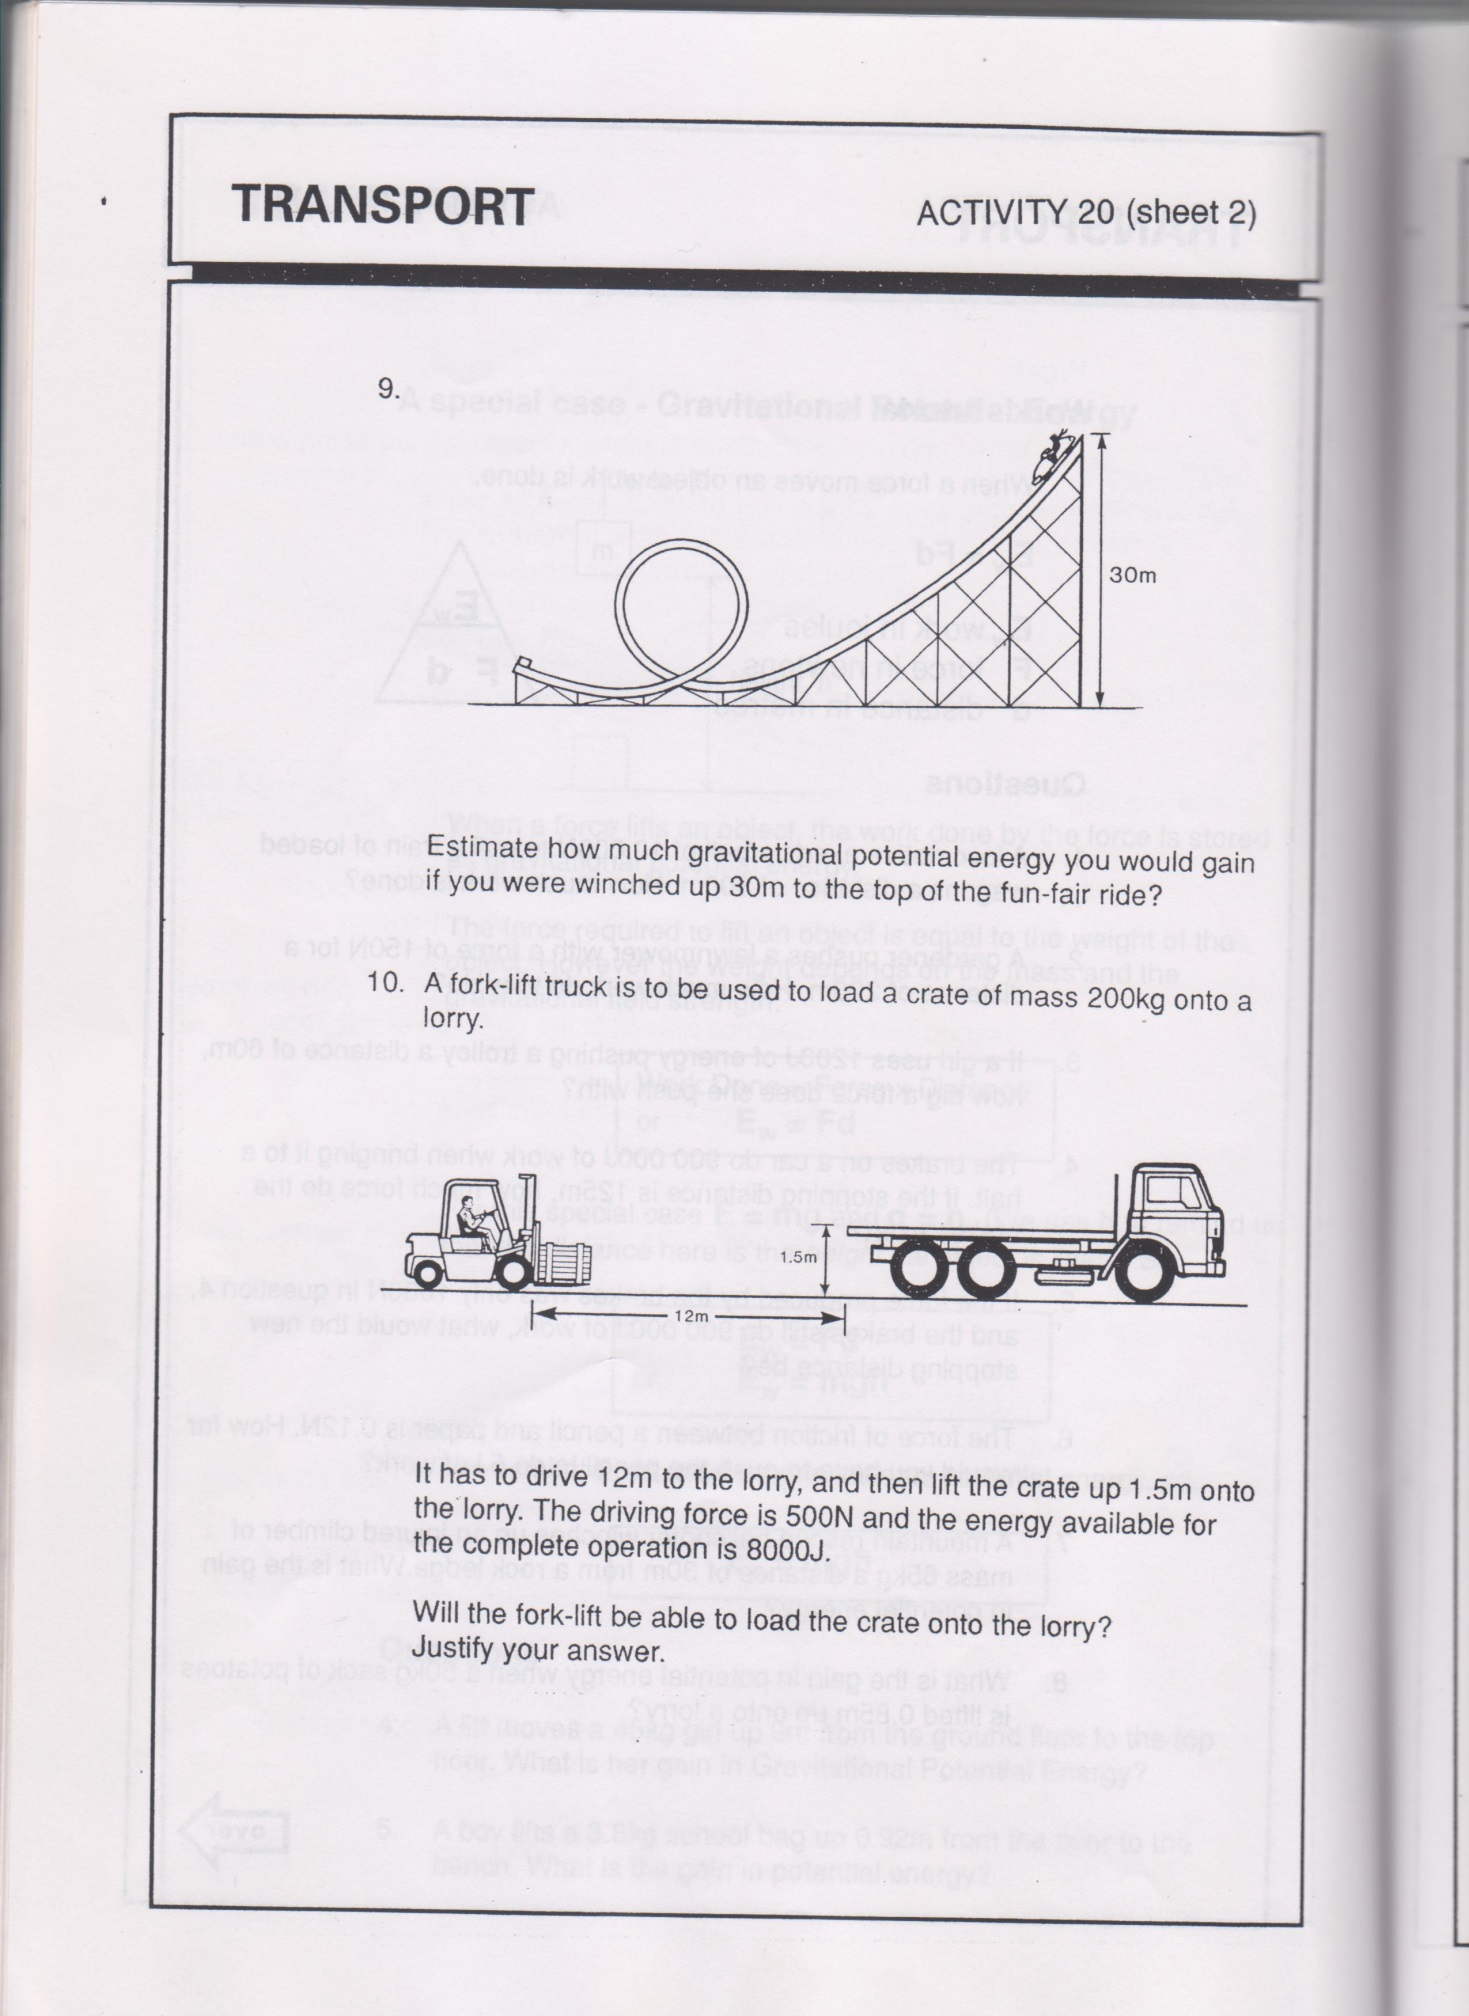 TRANSPORT
ACTIVITY 20 (sheet 2)
9.
30m
Estimate how much gravitational potential energy you would gain
if you were winched up 30m to the top of the fun-fair ride?
10. A fork-lift truck is to be used to load a crate of mass 200kg onto a
lorry.
1.5m
12m
It has to drive 12m to the lorry, and then lift the crate up 1.5m onto
the lorry. The driving force is 500N and the energy available for
the complete operation is 8000J.
Will the fork-lift be able to load the crate onto the lorry?
Justify your answer.